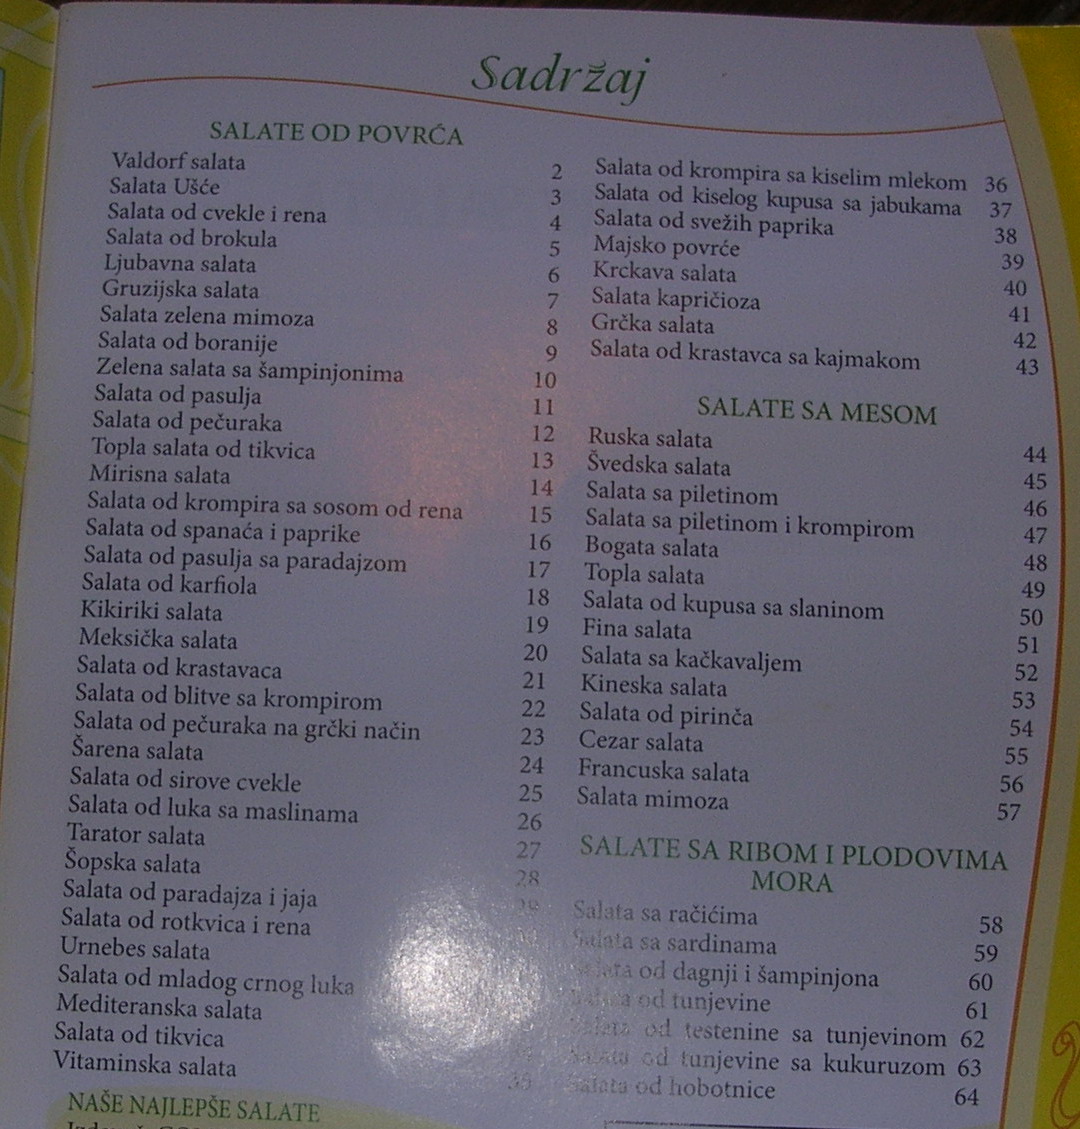 Sadržaj
SALATE OD POVRĆA
Valdorf salata 2
Salata Ušće 3
Salata od cvekle i rena 4
Salata od brokula 5
Ljubavna salata 6
Gruzijska salata 7
Salata zelena mimoza 8
Salata od boranije 9
Zelena salata sa šampinjonima 10
Salata od pasulja 11
Salata od pečuraka 12
Topla salata od tikvica 13
Mirisna salata 14
Salata od krompira sa sosom od rena 15
Salata od spanaća i paprike 16
Salata od pasulja sa paradajzom 17
Salata od karfiola 18
Kikiriki salata 19
Meksička salata 20
Salata od krastavaca 21
Salata od blitve sa krompirom 22
Salata od pečuraka na grčki način 23
Šarena salata 24
Salata od sirove cvekle 25
Salata od luka sa maslinama 26
Tarator salata 27
Šopska salata 28
Salata od paradajza i jaja 29
Salata od rotkvica i rena
Urnebes salata
Salata od mladog crnog luka
Mediteranska salata
Salata od tikvica 34
Vitaminska salata 35
NAŠE NAJLEPŠE SALATE
Salata od krompira sa kiselim mlekom 36
Salata od kiselog kupusa sa jabukama 37
Salata od svežih paprika 38
Majsko povrće 39
Krckava salata 40
Salata kapričioza 41
Grčka salata 42
Salata od krastavca sa kajmakom 43
SALATE SA MESOM
Ruska salata 44
Švedska salata 45
Salata sa piletinom 46
Salata sa piletinom i krompirom 47
Bogata salata 48
Topla salata 49
Salata od kupusa sa slaninom 50
Fina salata 51
Salata sa kačkavaljem 52
Kineska salata 53
Salata od pirinča 54
Cezar salata 55
Francuska salata 56
Salata mimoza 57
SALATE SA RIBOM I PLODOVIMA
MORA
Salata sa račićima 58
Salata sa sardinama 59
Salata od dagnji i šampinjona 60
Salata od tunjevine 61
Salata od testenine sa tunjevinom 62
Salata od tunjevine sa kukuruzom 63
Salata od hobotnice 64